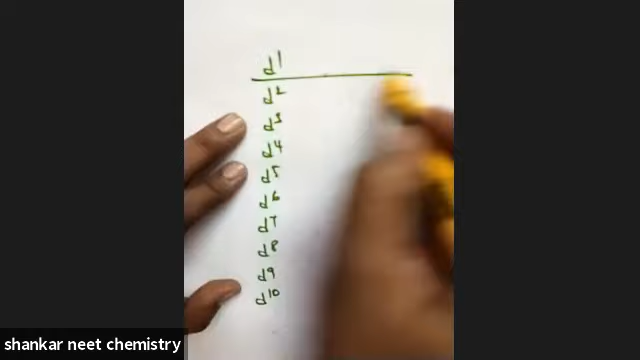 d1
d2
d3
d4
d5
d6
d7
d8
d9
d10
shankar neet chemistry